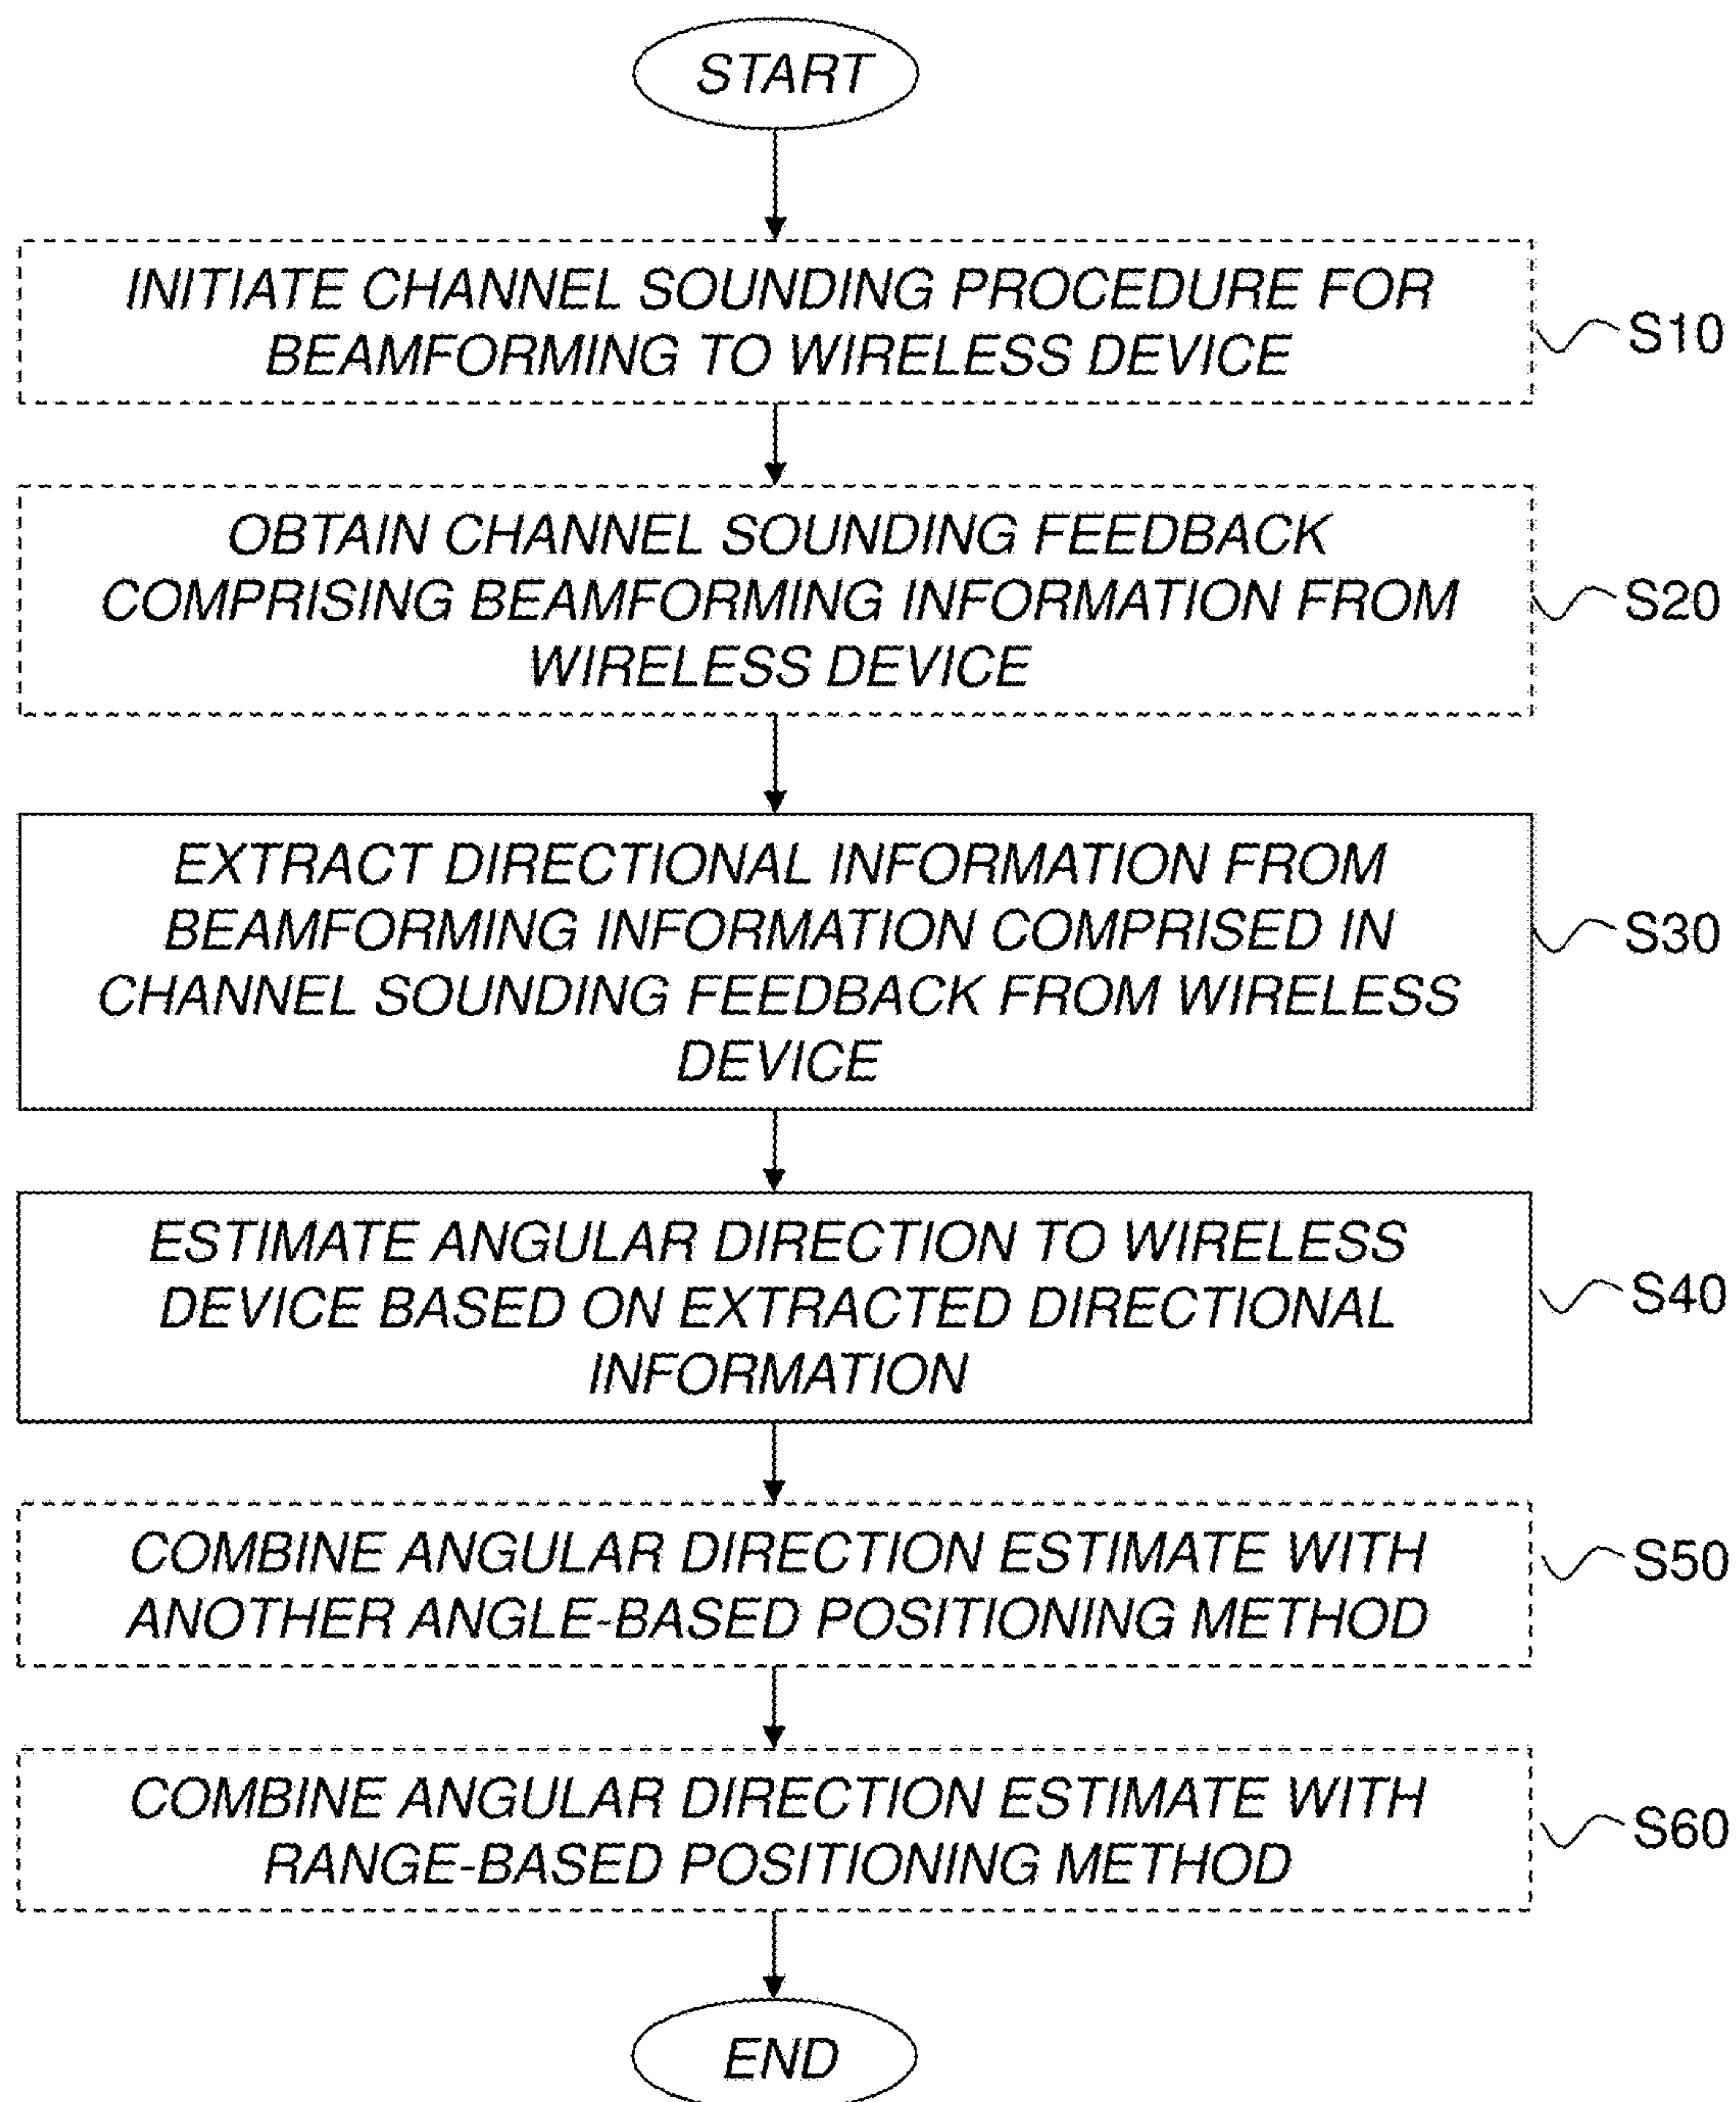 START
INITIATE CHANNEL SOUNDING PROCEDURE FOR
BEAMFORMING TO WIRELESS DEVICE
S10
OBTAIN CHANNEL SOUNDING FEEDBACK
COMPRISING BEAMFORMING INFORMATION FROM
WIRELESS DEVICE
S20
EXTRACT DIRECTIONAL INFORMATION FROM
BEAMFORMING INFORMATION COMPRISED IN
CHANNEL SOUNDING FEEDBACK FROM WIRELESS
DEVICE
S30
ESTIMATE ANGULAR DIRECTION TO WIRELESS
DEVICE BASED ON EXTRACTED DIRECTIONAL
INFORMATION
S40
COMBINE ANGULAR DIRECTION ESTIMATE WITH
ANOTHER ANGLE-BASED POSITIONING METHOD
S50
COMBINE ANGULAR DIRECTION ESTIMATE WITH
RANGE-BASED POSITIONING METHOD
S60
END